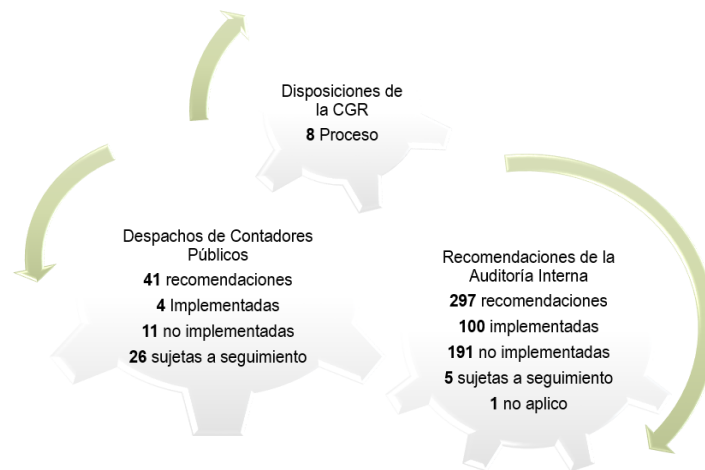 Disposiciones de
la CGR
8 Proceso
Despachos de Contadores
Públicos
41 recomendaciones
4 Implementadas
11 no implementadas
26 sujetas a seguimiento
Recomendaciones de la
Auditoría Interna
297 recomendaciones
100 implementadas
191 no implementadas
5 sujetas a seguimiento
1 no aplico